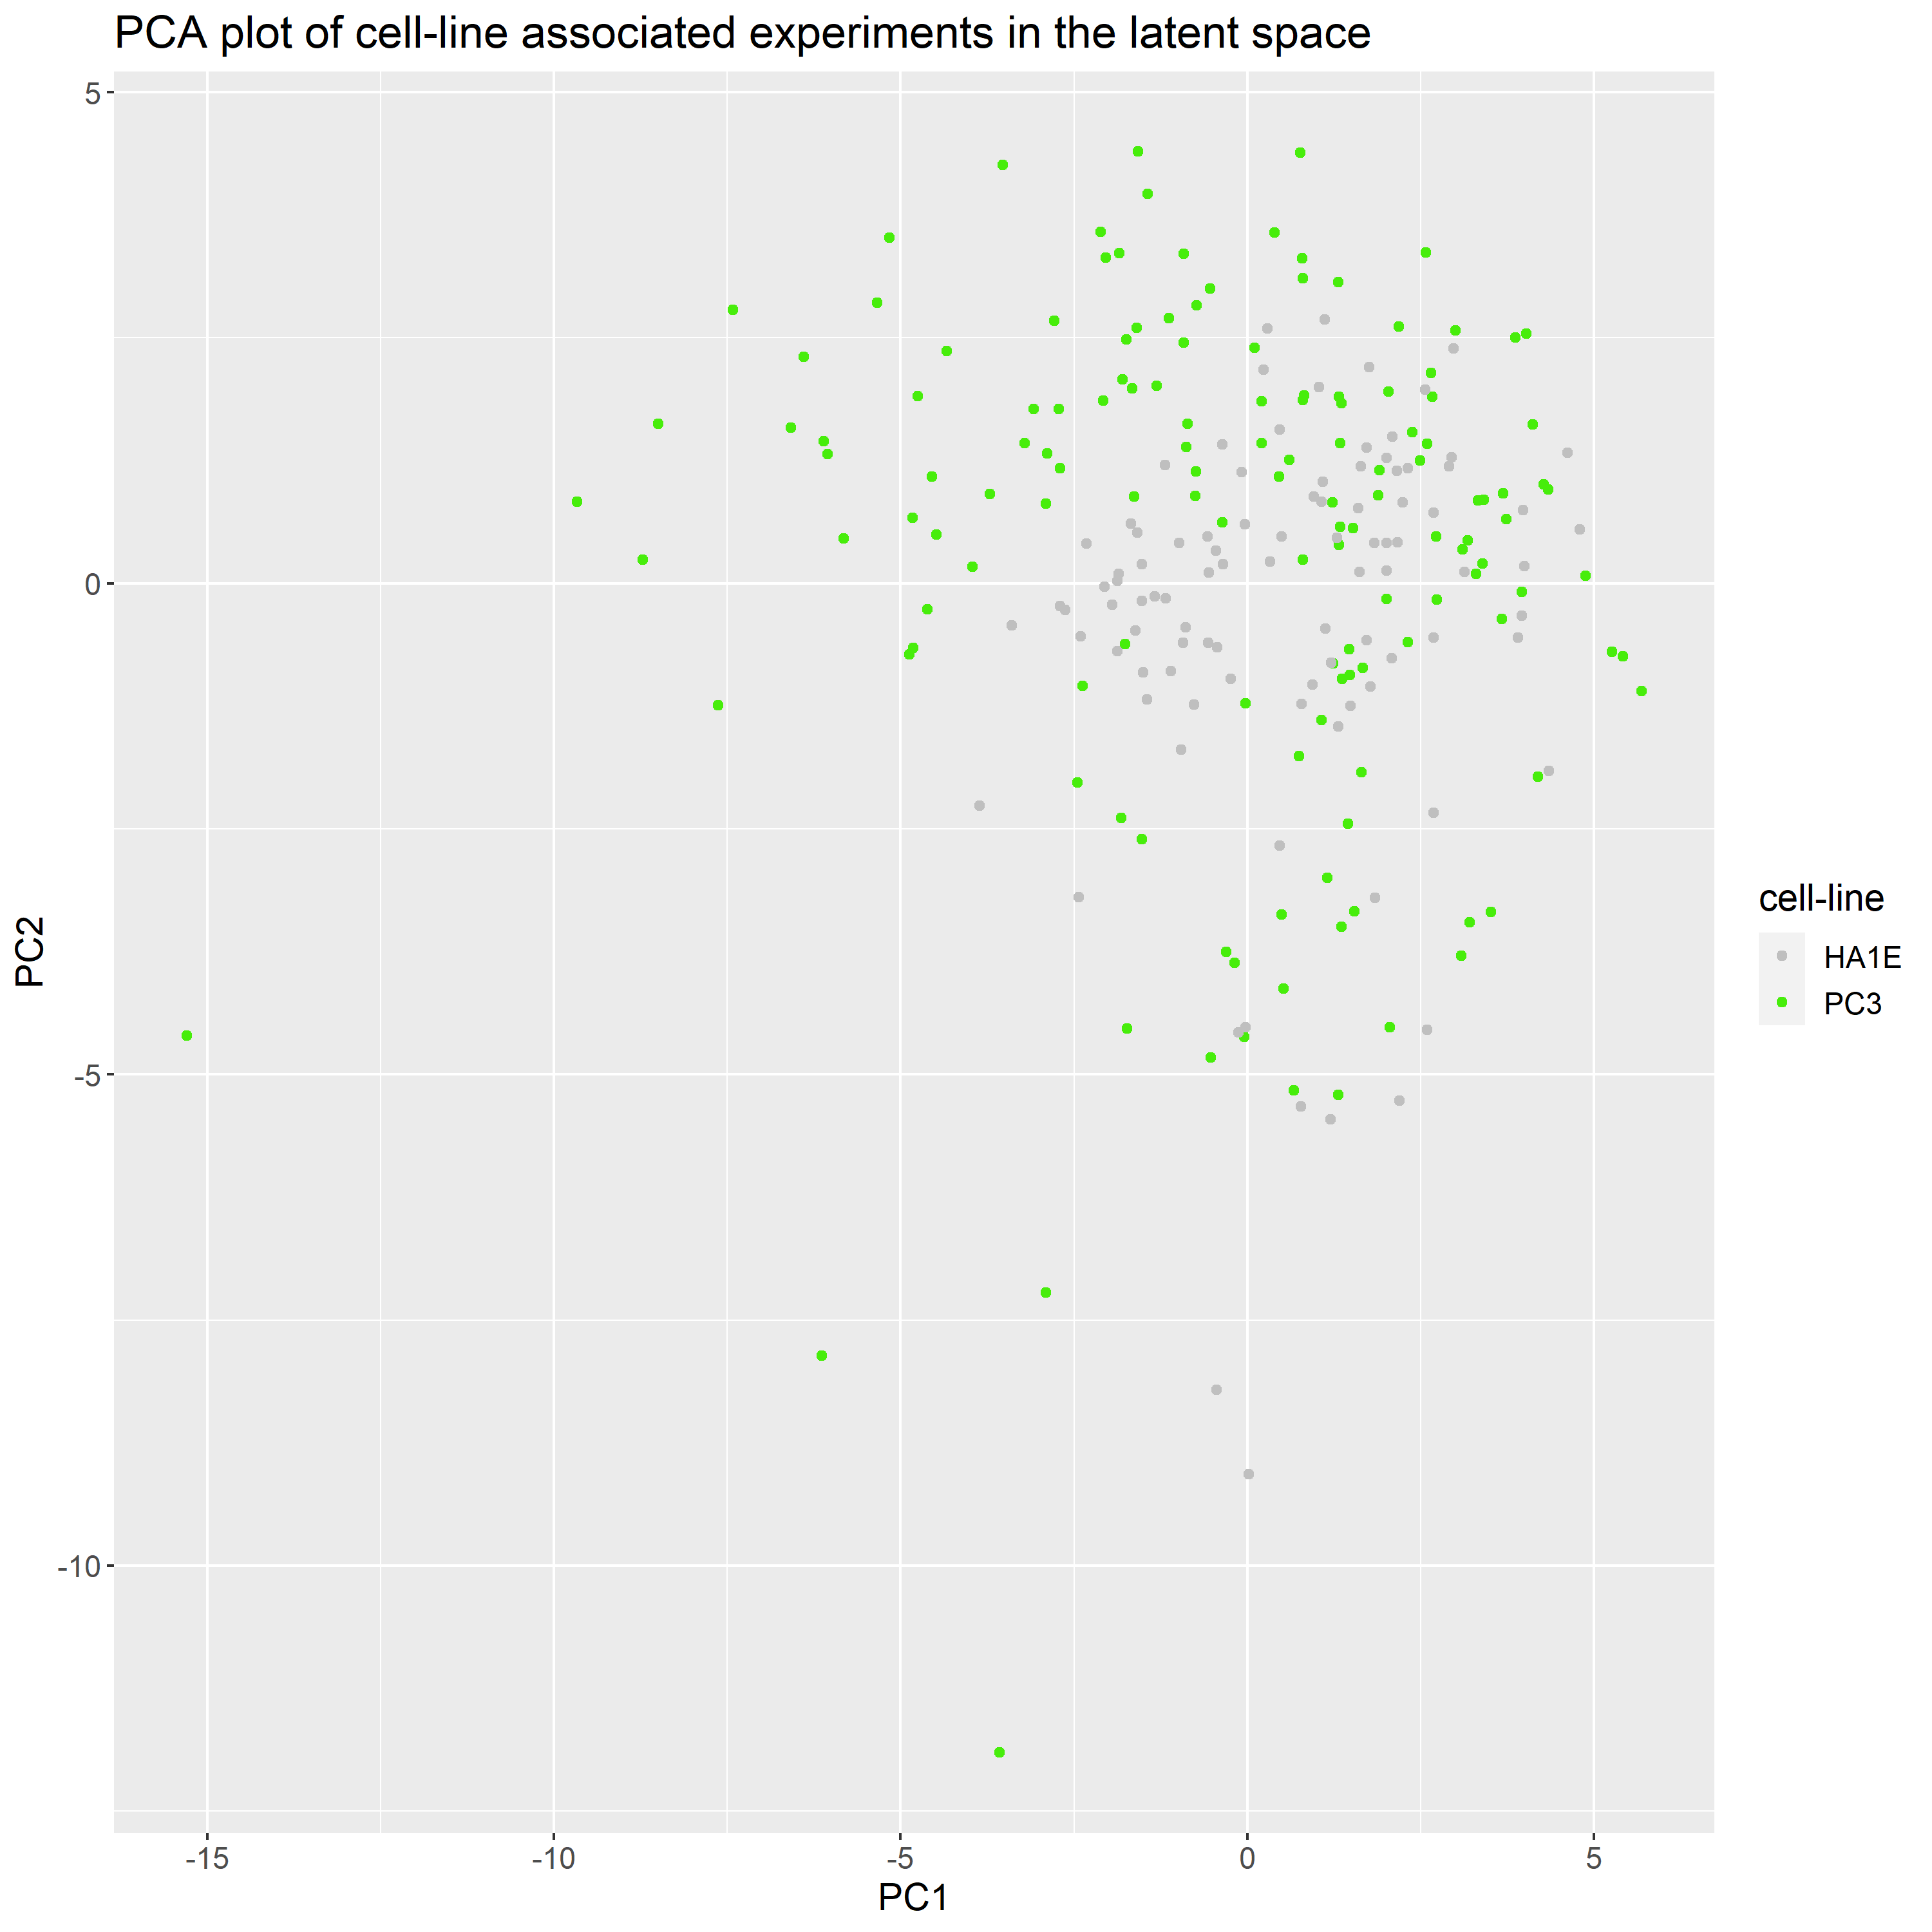 PCA plot of cell-line associated experiments in the latent space
5
0
-5
-10
PC2
-15
-10
-5
0
5
PC1
cell-line
HA1E
PC3